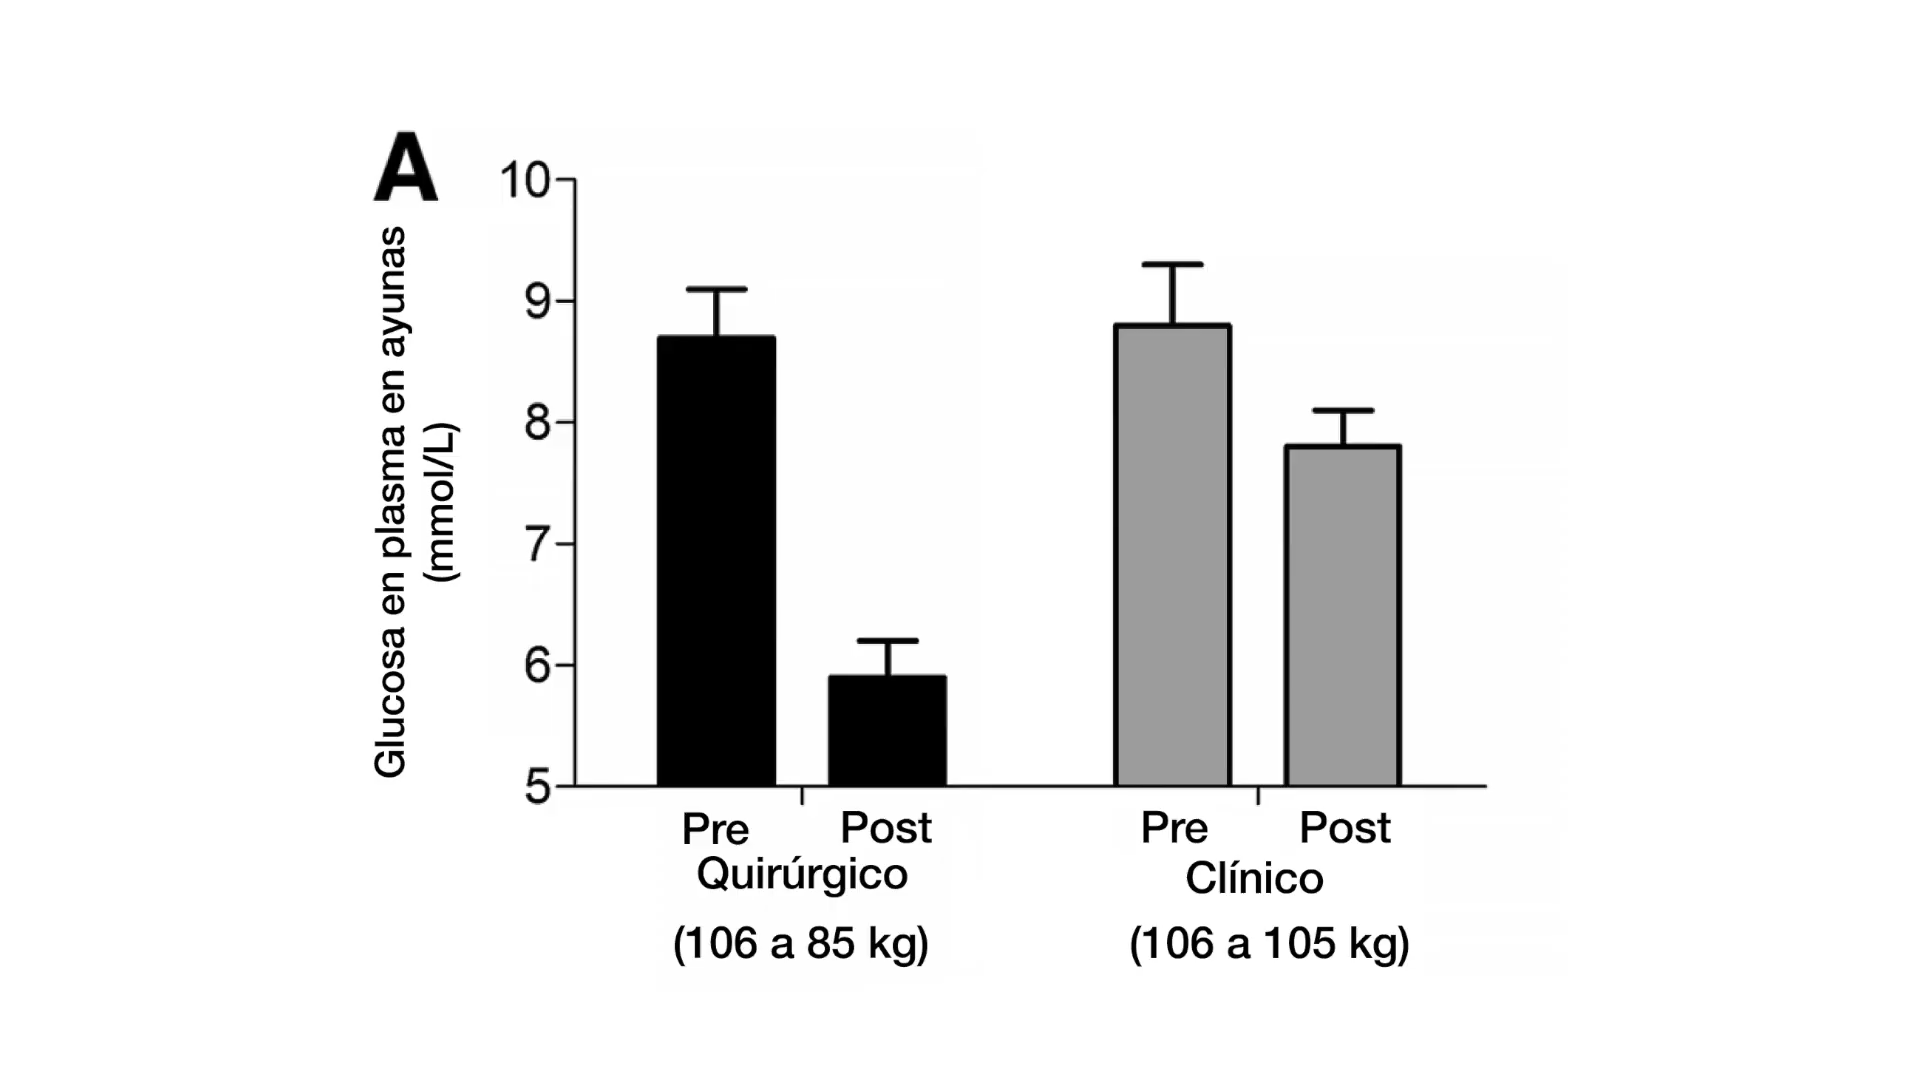 A
Glucosa en plasma en ayunas
(mmol/L)
10
9
8
7
6
5
Pre Post Pre Post
Quirúrgico Clínico
(106 a 85 kg) (106 a 105 kg)